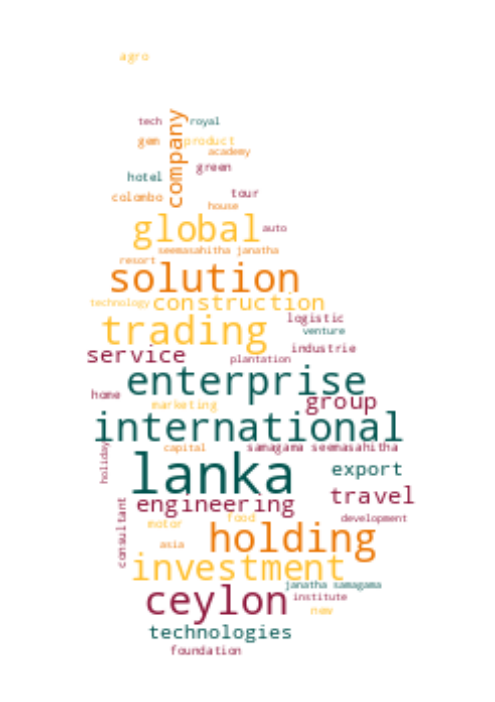 agro
tech
royal
company
gem
product
academy
green
hotel
colombo
tour
house
global
auto
seemasahitha janatha
resort
solution
technology
construction
logistic
trading
venture
industrie
service
plantation
enterprise
home
marketing
group
international
capital
samagama seemasahitha
holiday
lanka
export
travel
engineering
consultant
food
development
motor
holding
asia
investment
janatha samagama
ceylon
institute
new
technologies
foundation